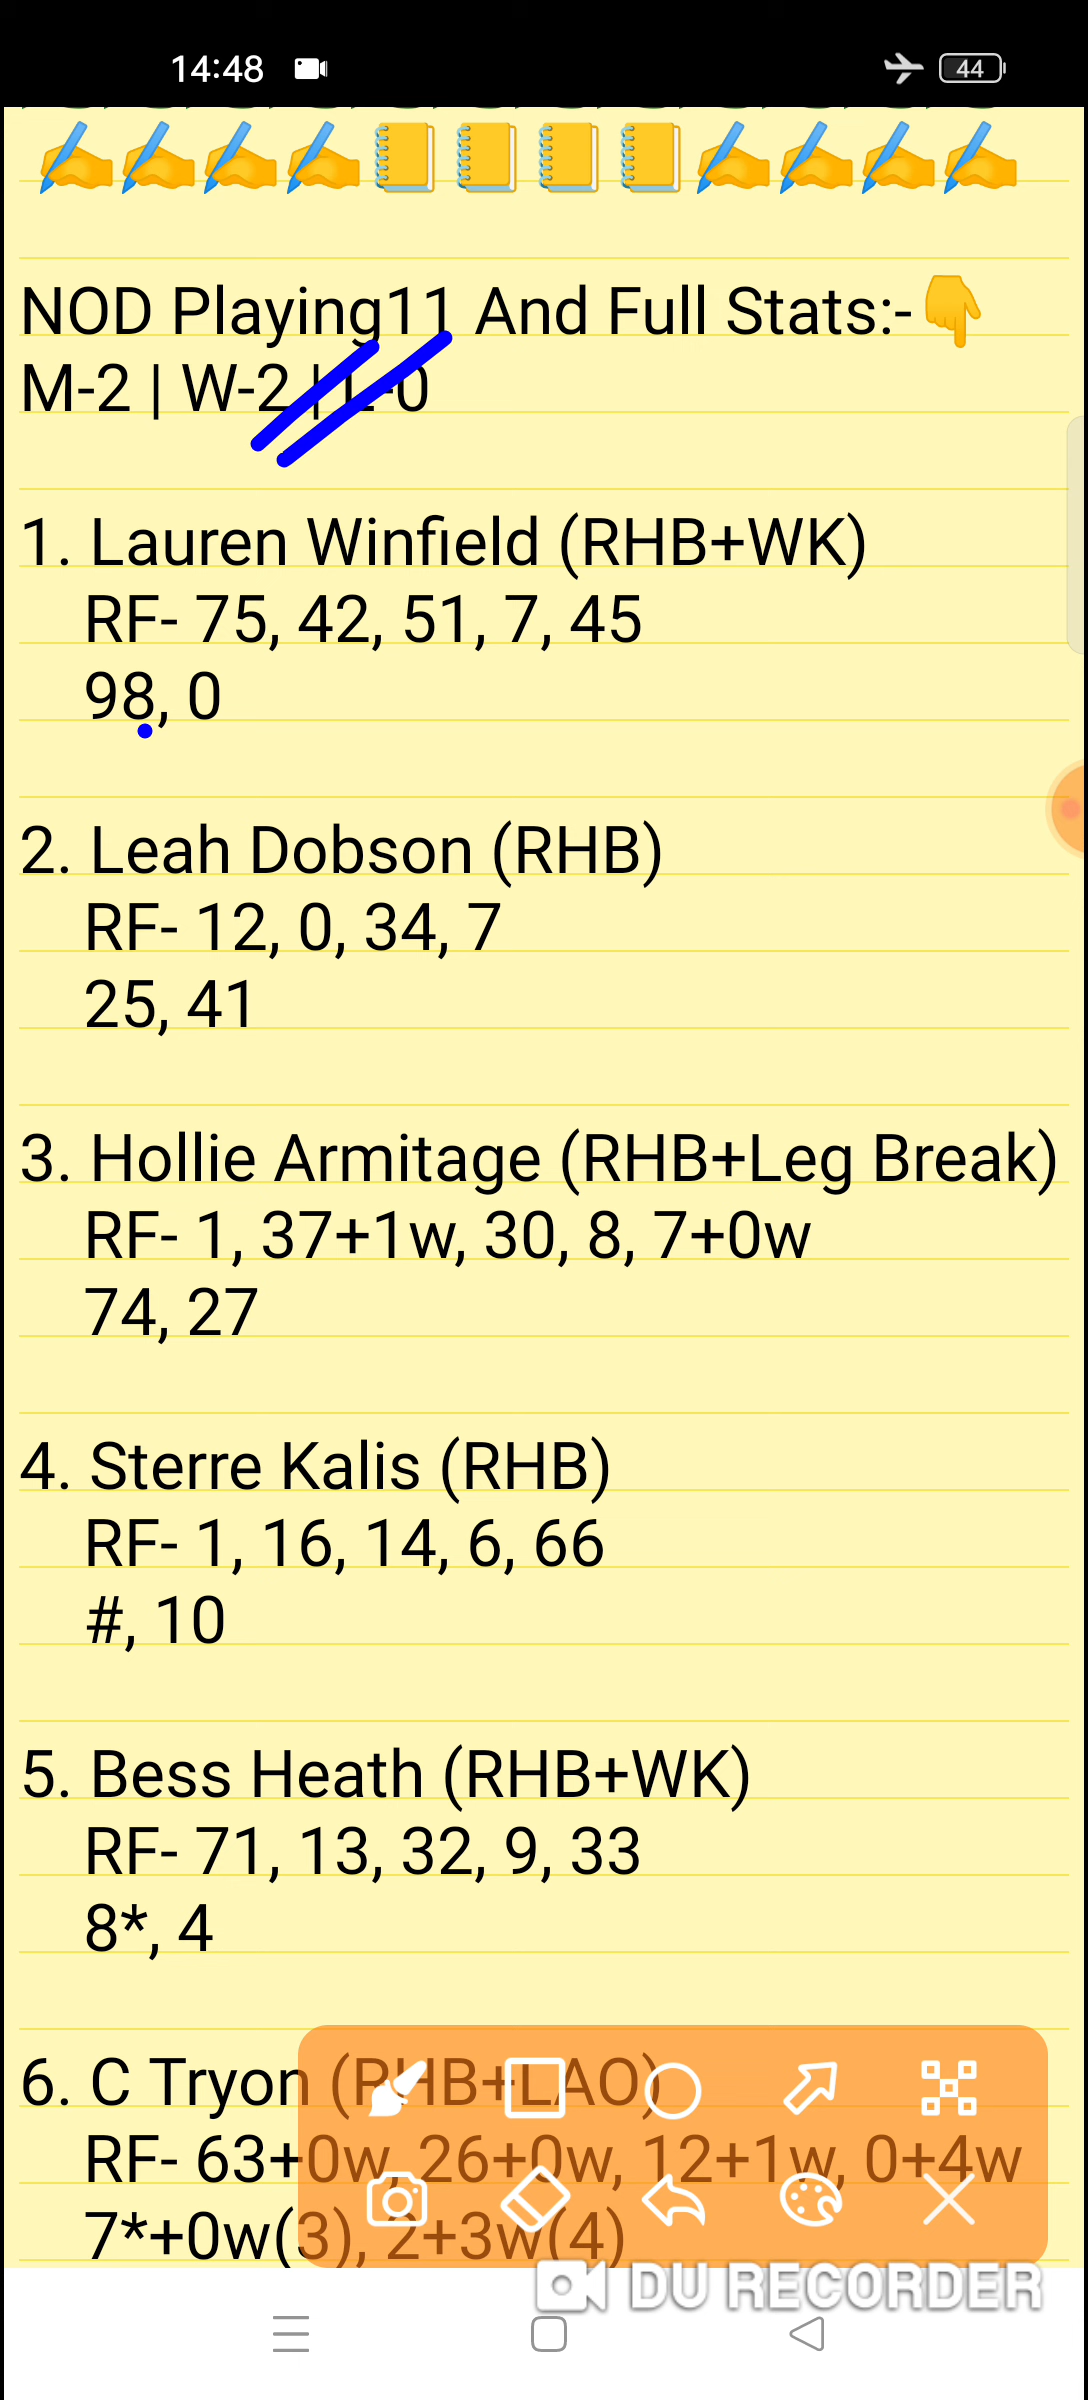 14:48
44
NOD Playing11 And Full Stats:-👇
M-2 | W-2 | L-0
1. Lauren Winfield (RHB+WK)
RF- 75, 42, 51, 7, 45
98, 0
2. Leah Dobson (RHB)
RF- 12, 0, 34, 7
25, 41
3. Hollie Armitage (RHB+Leg Break)
RF- 1, 37+1w, 30, 8, 7+0w
74, 27
4. Sterre Kalis (RHB)
RF- 1, 16, 14, 6, 66
#, 10
5. Bess Heath (RHB+WK)
RF- 71, 13, 32, 9, 33
8*, 4
6. C Tryon (RHB+LAO)
RF- 63+0w, 26+0w, 12+1w, 0+4w
7*+0w(3), 2+3w(4)
DU RECORDER